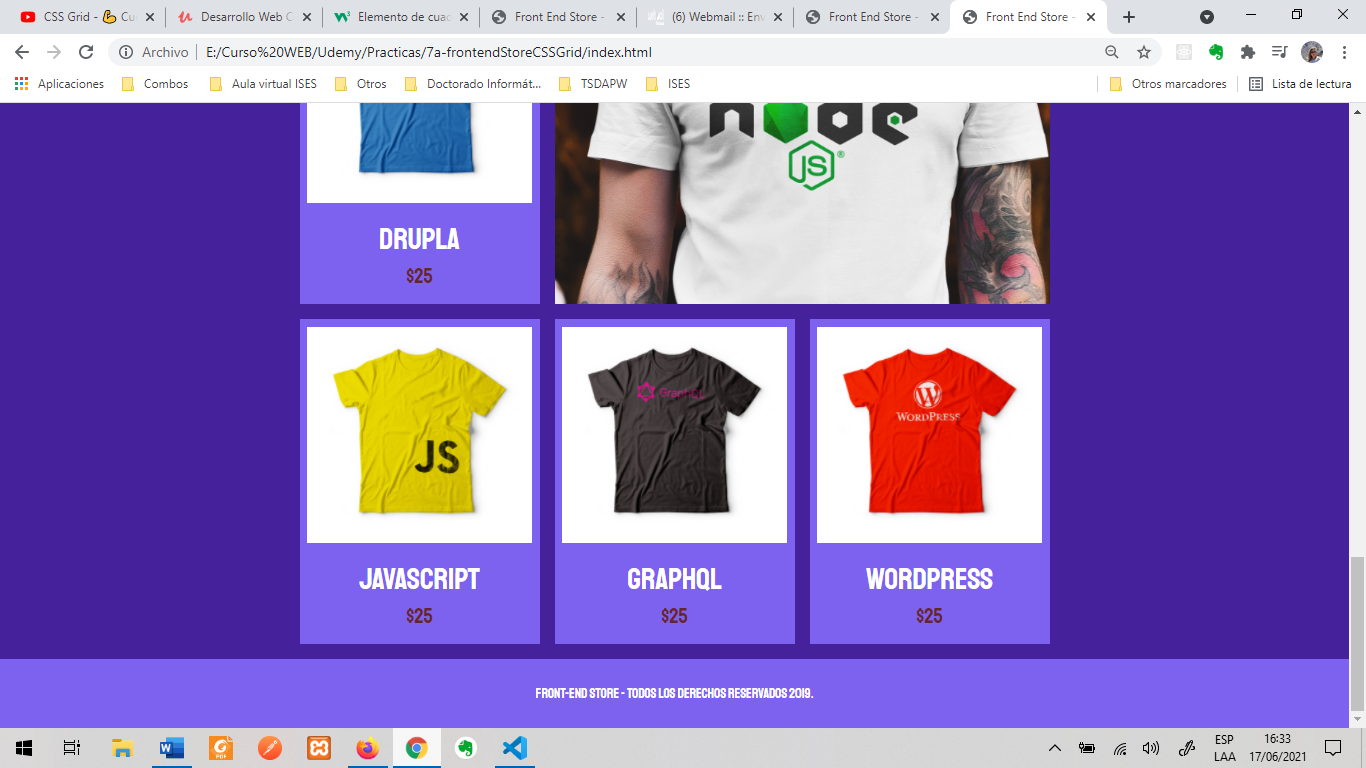 CSS Grid - 💪 Cu
Desarrollo Web C
Elemento de cuac
Front End Store -
(6) Webmail :: Env
Front End Store -
Front End Store -
Archivo | E:/Curso%20WEB/Udemy/Practicas/7a-frontendStoreCSSGrid/index.html
Aplicaciones
Combos
Aula virtual ISES
Otros
Doctorado Informát...
TSDAPW
ISES
Otros marcadores
Lista de lectura
node
JS
DRUPLA
$25
JS
GraphQL
WORDPRESS
JAVASCRIPT
$25
GRAPHQL
$25
WORDPRESS
$25
FRONT-END STORE - TODOS LOS DERECHOS RESERVADOS 2019.
ESP
LAA
16:33
17/06/2021